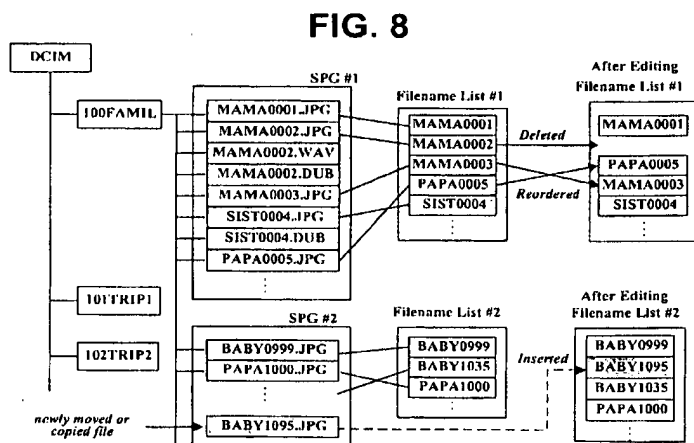 FIG. 8
DCIM
100FAMIL
101TRIP1
102TRIP2
newly moved or
copied file
SPG #1
MAMA0001.JPG
MAMA0002.JPG
MAMA0002.WAV
MAMA0002.DUB
MAMA0003.JPG
SIST0004.JPG
SIST0004.DUB
PAPA0005.JPG
Filename List #1
MAMA0001
MAMA0002
MAMA0003
PAPA0005
SIST0004
Deleted
Reordered
After Editing
Filename List #1
MAMA0001
PAPA0005
MAMA0003
SIST0004
SPG #2
BABY0999.JPG
PAPA1000.JPG
BABY1095.JPG
Filename List #2
BABY0999
BABY1035
PAPA1000
Inserted
After Editing
Filename List #2
BABY0999
BABY1095
BABY1035
PAPA1000